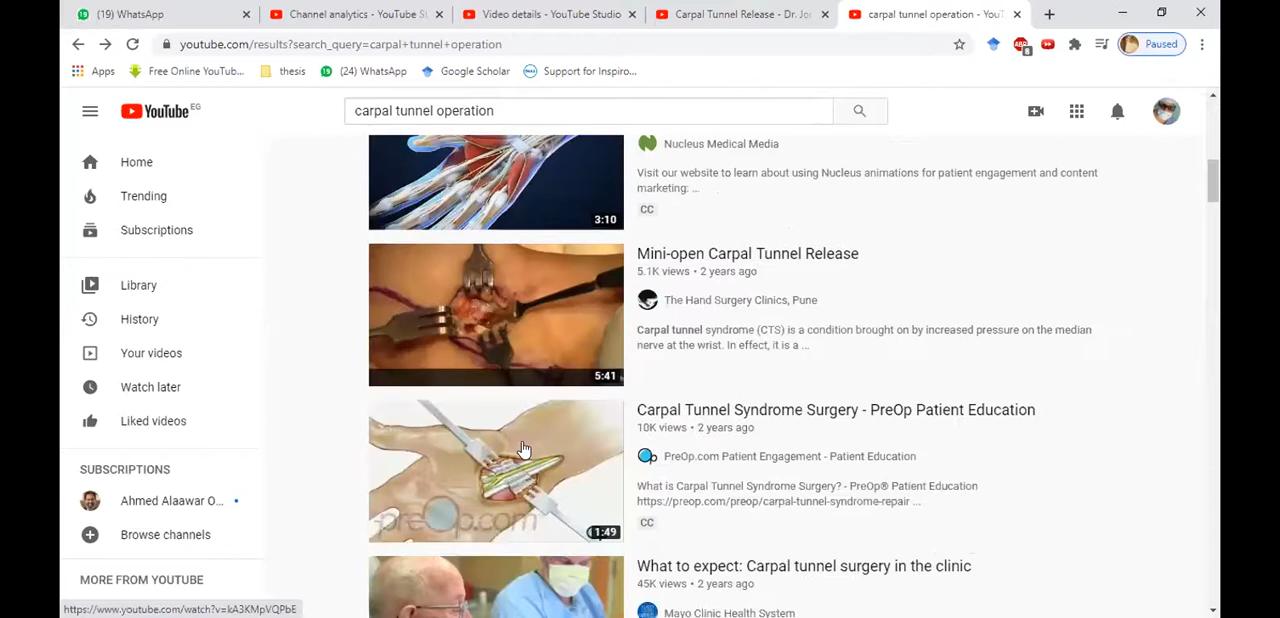 (19) WhatsApp
Channel analytics - YouTube St
Video details - YouTube Studio
Carpal Tunnel Release - Dr. Jo
carpal tunnel operation - YouT
youtube.com/results?search_query=carpal+tunnel+operation
8
Paused
Apps
Free Online YouTub...
thesis
(24) WhatsApp
Google Scholar
Support for Inspiro...
YouTube EG
carpal tunnel operation
Home
Trending
Subscriptions
Library
History
Your videos
Watch later
Liked videos
SUBSCRIPTIONS
Ahmed Alaawar O...
Browse channels
MORE FROM YOUTUBE
3:10
Nucleus Medical Media
Visit our website to learn about using Nucleus animations for patient engagement and content
marketing: ...
CC
5:41
Mini-open Carpal Tunnel Release
5.1K views • 2 years ago
The Hand Surgery Clinics, Pune
Carpal tunnel syndrome (CTS) is a condition brought on by increased pressure on the median
nerve at the wrist. In effect, it is a ...
preOp.com
1:49
Carpal Tunnel Syndrome Surgery - PreOp Patient Education
10K views • 2 years ago
PreOp.com Patient Engagement - Patient Education
What is Carpal Tunnel Syndrome Surgery? - PreOp® Patient Education
https://preop.com/preop/carpal-tunnel-syndrome-repair ...
CC
What to expect: Carpal tunnel surgery in the clinic
45K views • 2 years ago
Mayo Clinic Health System
https://www.youtube.com/watch?v=kA3KMpVQPbE